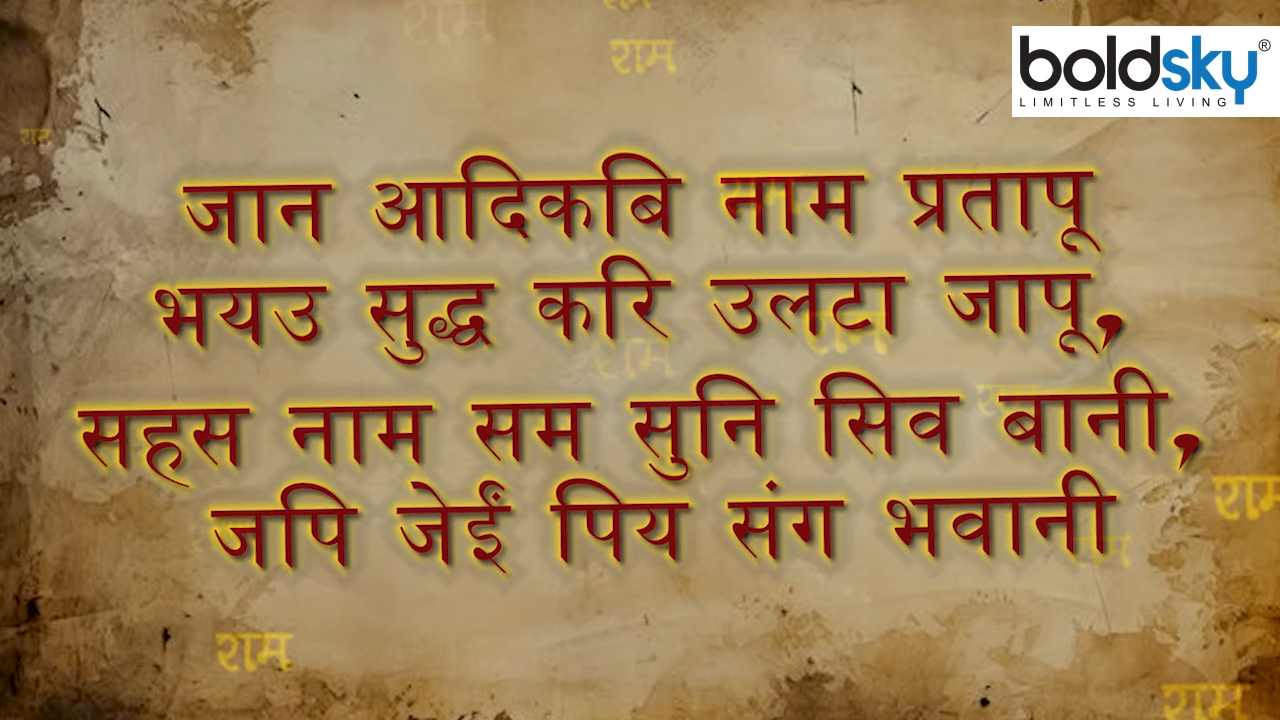 राम
राम
राम
boldsky®
LIMITLESS LIVING
राम
जान आदिकबि नाम प्रतापू
भयउ सुद्ध करि उलटा जापू,
राम
राम
राम
सहस नाम सम सुनि सिव बानी,
जपि जेईं पिय संग भवानी
राम
राम
राम
राम